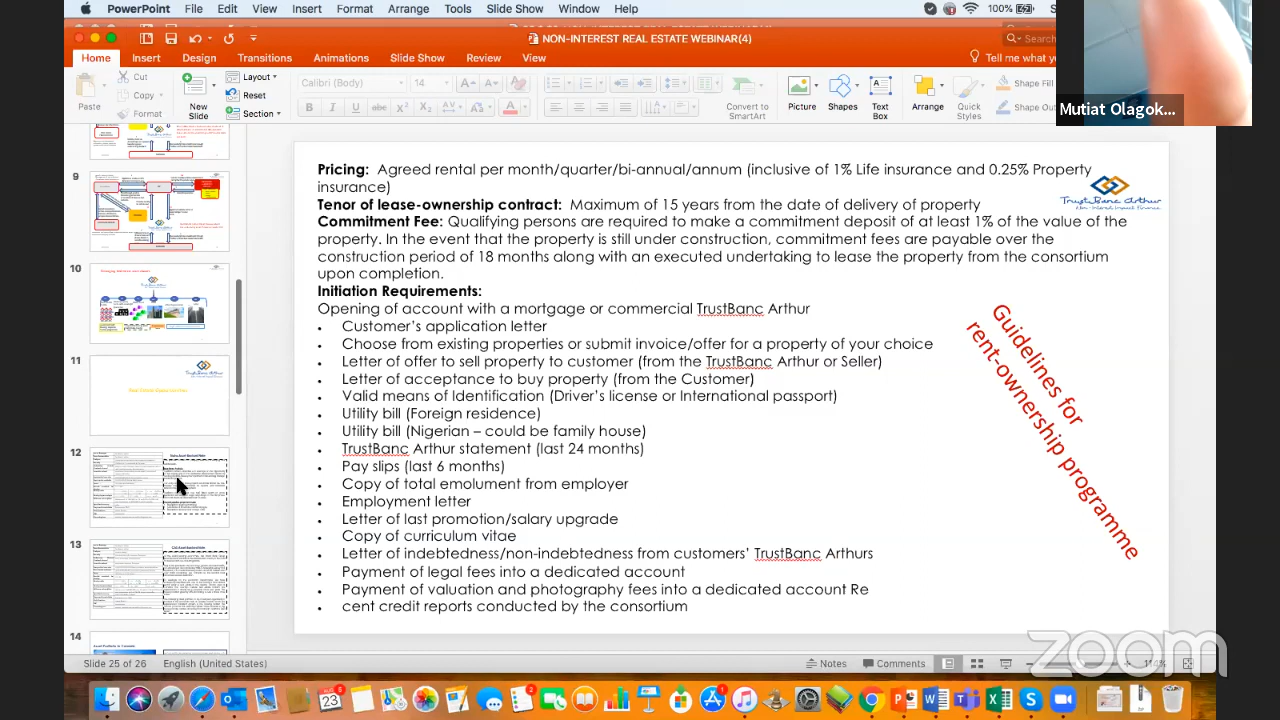 PowerPoint File Edit View Insert Format Arrange Tools Slide Show Window Help 100%
NON-INTEREST REAL ESTATE WEBINAR(4)
Search
Home Insert Design Transitions Animations Slide Show Review View Tell me
Cut
Copy
Format
Paste
New Slide
Layout
Reset
Section
Calibri (Body) 14
Convert to SmartArt
Picture
Shapes
Text Box
Arrange
Quick Styles
Shape Fill
Shape Out
Mutiat Olagok...
9
10
11
12
13
14
Pricing: Agreed rental per month/quarter/bi-annual/annum (inclusive of 1% Life insurance and 0.25% Property
insurance)
Tenor of lease-ownership contract: Maximum of 15 years from the date of delivery of property
Commitment fees: Qualifying persons are required to make a commitment deposit of at least 1% of the value of the
property. In the event that the property is still under construction, commitment fees are payable over the
construction period of 18 months along with an executed undertaking to lease the property from the consortium
upon completion.
Initiation Requirements:
Opening of account with a mortgage or commercial TrustBanc Arthur
• Customer's application letter
• Choose from existing properties or submit invoice/offer for a property of your choice
• Letter of offer to sell property to customer (from the TrustBanc Arthur or Seller)
• Letter of acceptance to buy property (from the Customer)
• Valid means of Identification (Driver's license or International passport)
• Utility bill (Foreign residence)
• Utility bill (Nigerian – could be family house)
• TrustBanc Arthur statement (last 24 months)
• Pay slips (last 6 months)
• Copy of total emolument from employer
• Employment letter
• Letter of last promotion/salary upgrade
• Copy of curriculum vitae
• Letter of indebtedness/non-indebtedness from customers' TrustBanc Arthurs
• Payment of legal fees into a dedicated account
• Payment of valuation and photography fees into a dedicated account Re
• cent credit reports conducted by the consortium
TrustBanc Arthur
Guidelines for
rent-ownership programme
Slide 25 of 26 English (United States) Notes Comments 114%
zoom